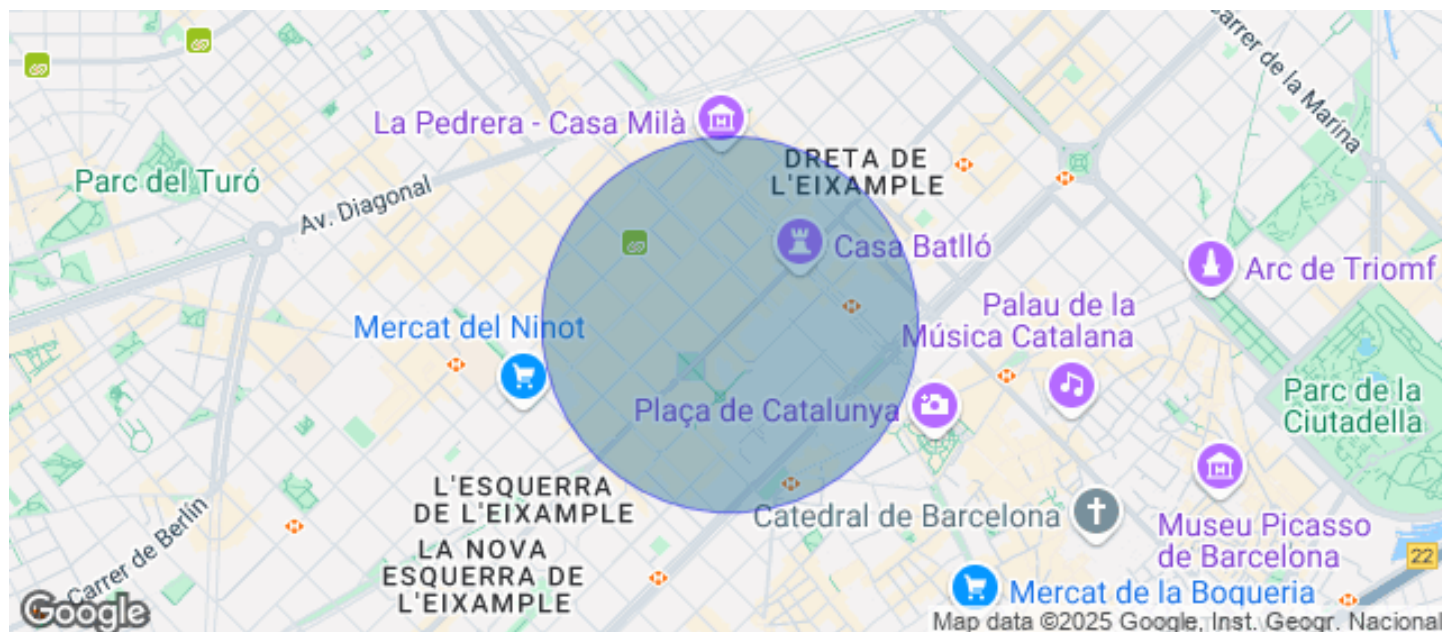 Carrer de la Marina
La Pedrera - Casa Milà
DRETA DE
L'EIXAMPLE
Parc del Turó
Av. Diagonal
Casa Batlló
Arc de Triomf
Palau de la
Música Catalana
Mercat del Ninot
Plaça de Catalunya
Parc de la
Ciutadella
L'ESQUERRA
DE L'EIXAMPLE
Catedral de Barcelona
Museu Picasso
de Barcelona
LA NOVA
ESQUERRA DE
L'EIXAMPLE
Carrer de Berlín
22
Mercat de la Boqueria
Google
Map data ©2025 Google, Inst. Geogr. Nacional